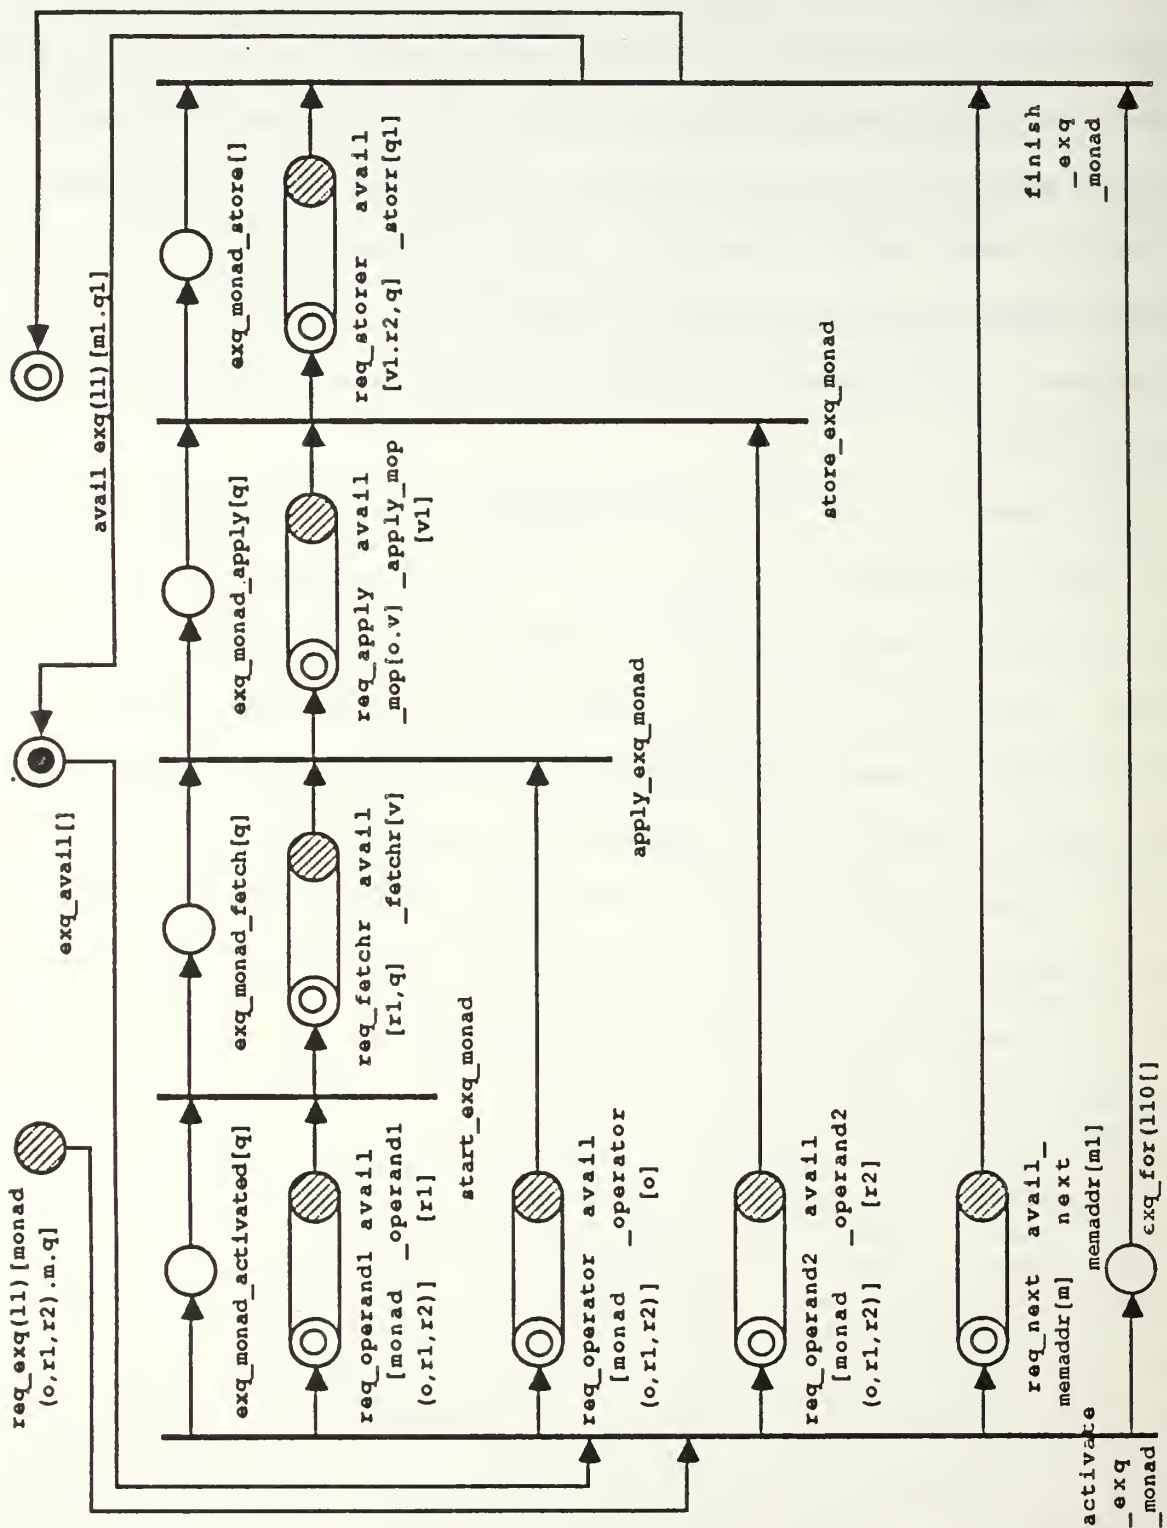 req_exq(l1)[monad
(o,r1,r2).m.q]
exq_avail[]
avail exq(l1)[m1.q1]
exq_monad_activated[q]
exq_monad_fetch[q]
exq_monad_apply[q]
exq_monad_store[]
req_operand1 avail
[monad _operand1
(o,r1,r2)] [r1]
req_fetchr avail
[r1,q] _fetchr[v]
req_apply avail
_mop[o.v] _apply_mop
[v1]
req_storer avail
[v1.r2,q] _storr[q1]
start_exq_monad
req_operator avail
[monad _operator
(o,r1,r2)] [o]
apply_exq_monad
req_operand2 avail
[monad _operand2
(o,r1,r2)] [r2]
store_exq_monad
req_next avail_
memaddr[m] next
memaddr[m1]
finish
_exq
_monad
activate
_exq
_monad
exq_for(l10[]